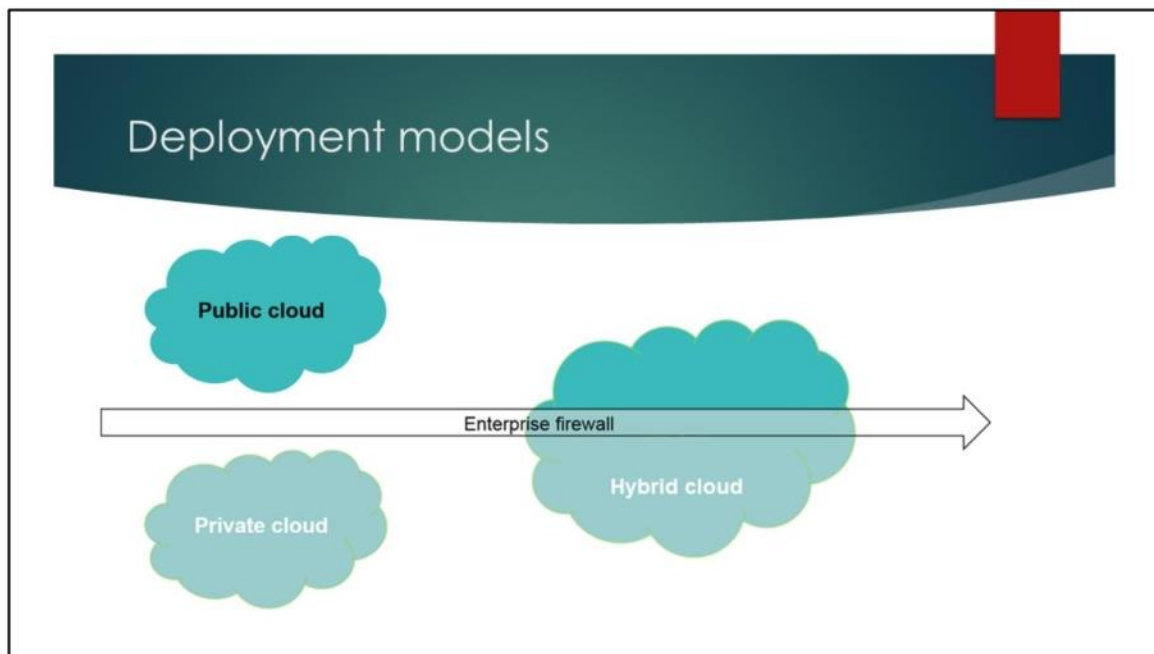 Deployment models
Public cloud
Enterprise firewall
Hybrid cloud
Private cloud